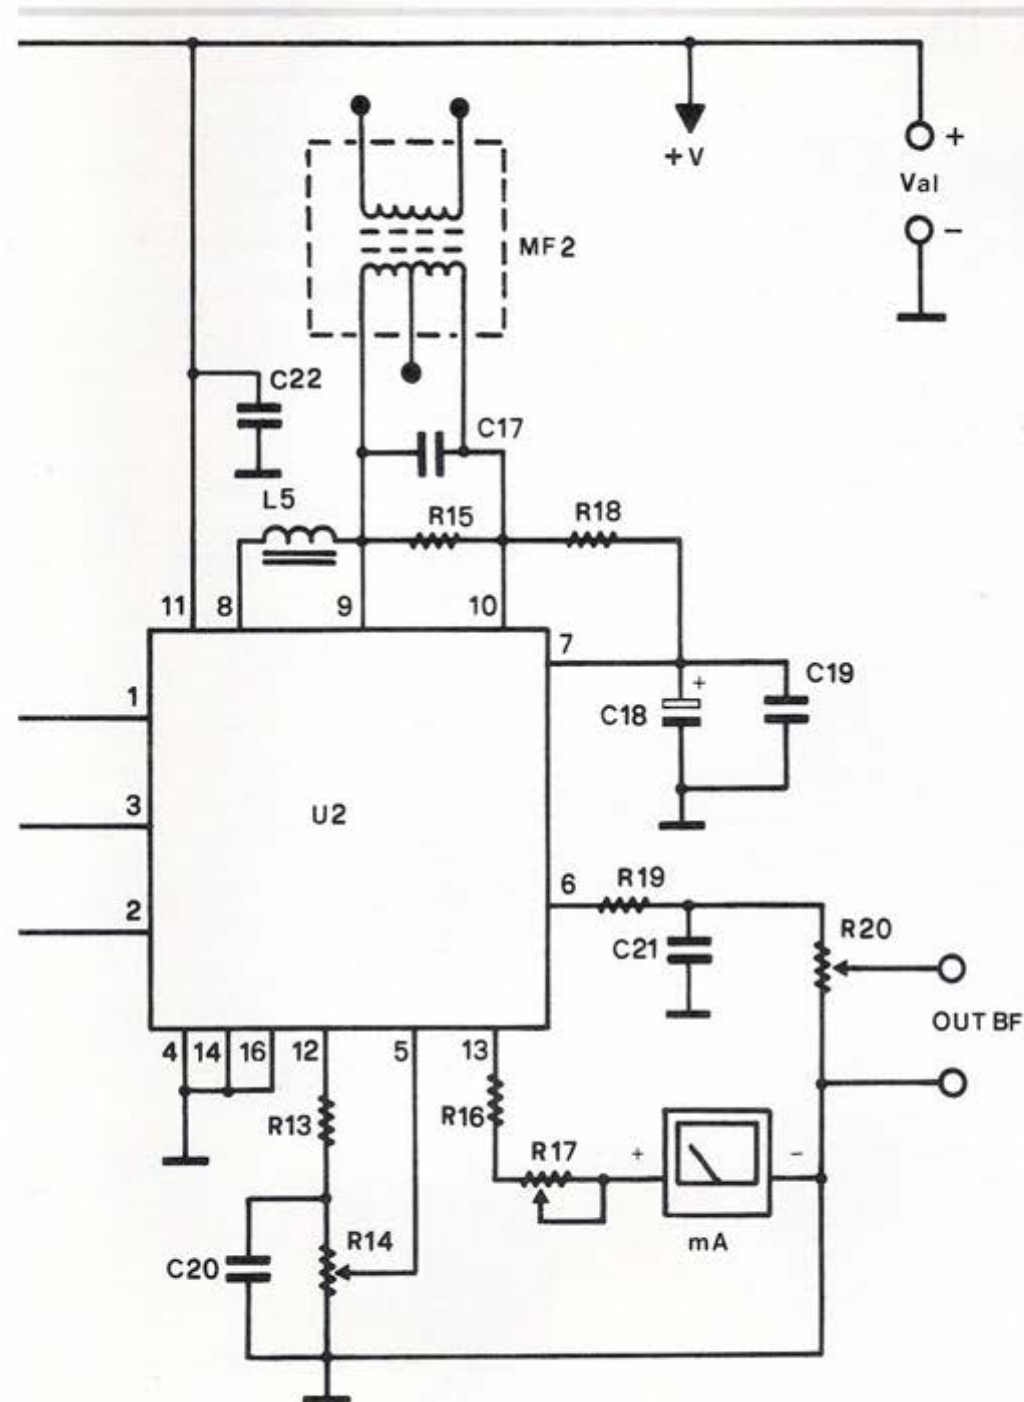 +
+V
Val
−
MF2
C22
C17
L5
R15
R18
11
8
9
10
7
1
+
C19
C18
3
U2
2
6
R19
R20
C21
OUT BF
4
14
16
12
5
13
R13
R16
R17
+
−
mA
R14
C20